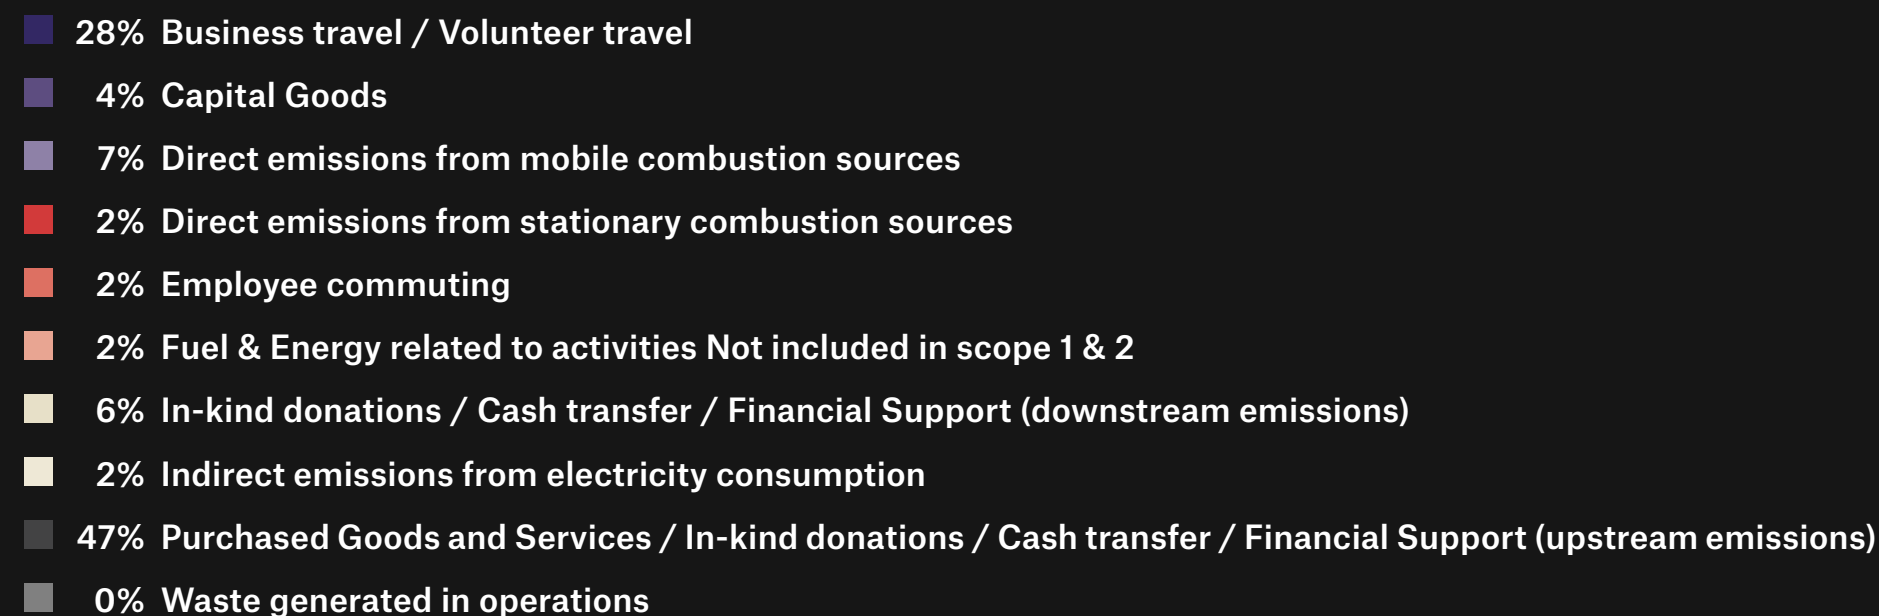 28% Business travel / Volunteer travel
4% Capital Goods
7% Direct emissions from mobile combustion sources
2% Direct emissions from stationary combustion sources
2% Employee commuting
2% Fuel & Energy related to activities Not included in scope 1 & 2
6% In-kind donations / Cash transfer / Financial Support (downstream emissions)
2% Indirect emissions from electricity consumption
47% Purchased Goods and Services / In-kind donations / Cash transfer / Financial Support (upstream emissions)
0% Waste generated in operations